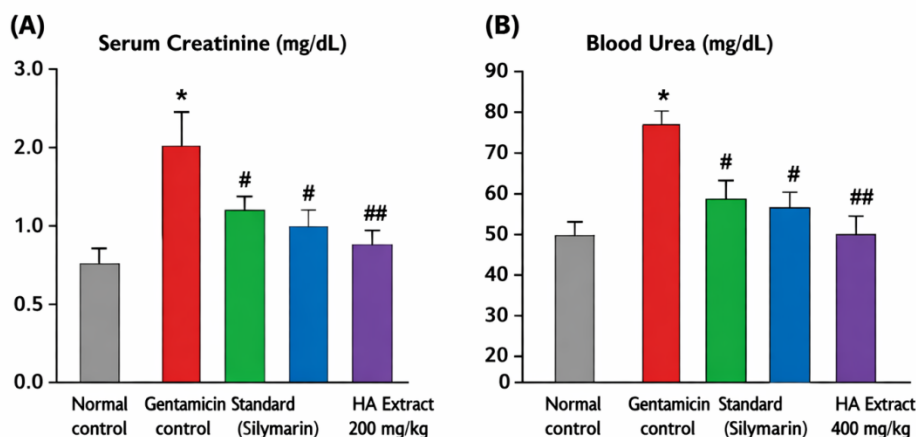 (A)
Serum Creatinine (mg/dL)
3.0
2.0
1.0
0.5
0.0
*
#
#
##
Normal control
Gentamicin control
Standard (Silymarin)
HA Extract 200 mg/kg
(B)
Blood Urea (mg/dL)
90
80
70
60
50
40
30
20
0
*
#
#
##
Normal control
Gentamicin control
Standard (Silymarin)
HA Extract 400 mg/kg